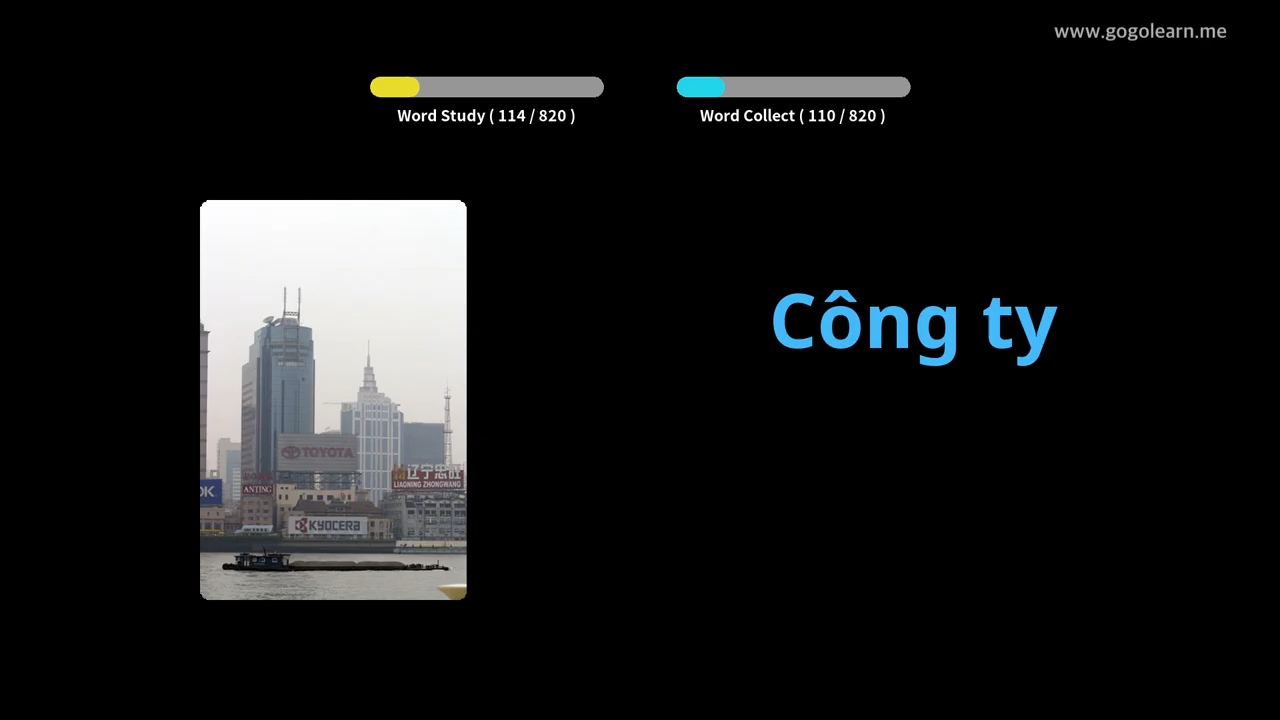 www.gogolearn.me
Word Study ( 114 / 820 )
Word Collect ( 110 / 820 )
Công ty
TOYOTA
辽宁忠旺
LIAONING ZHONGWANG
OK
ANTING
KYOCERA